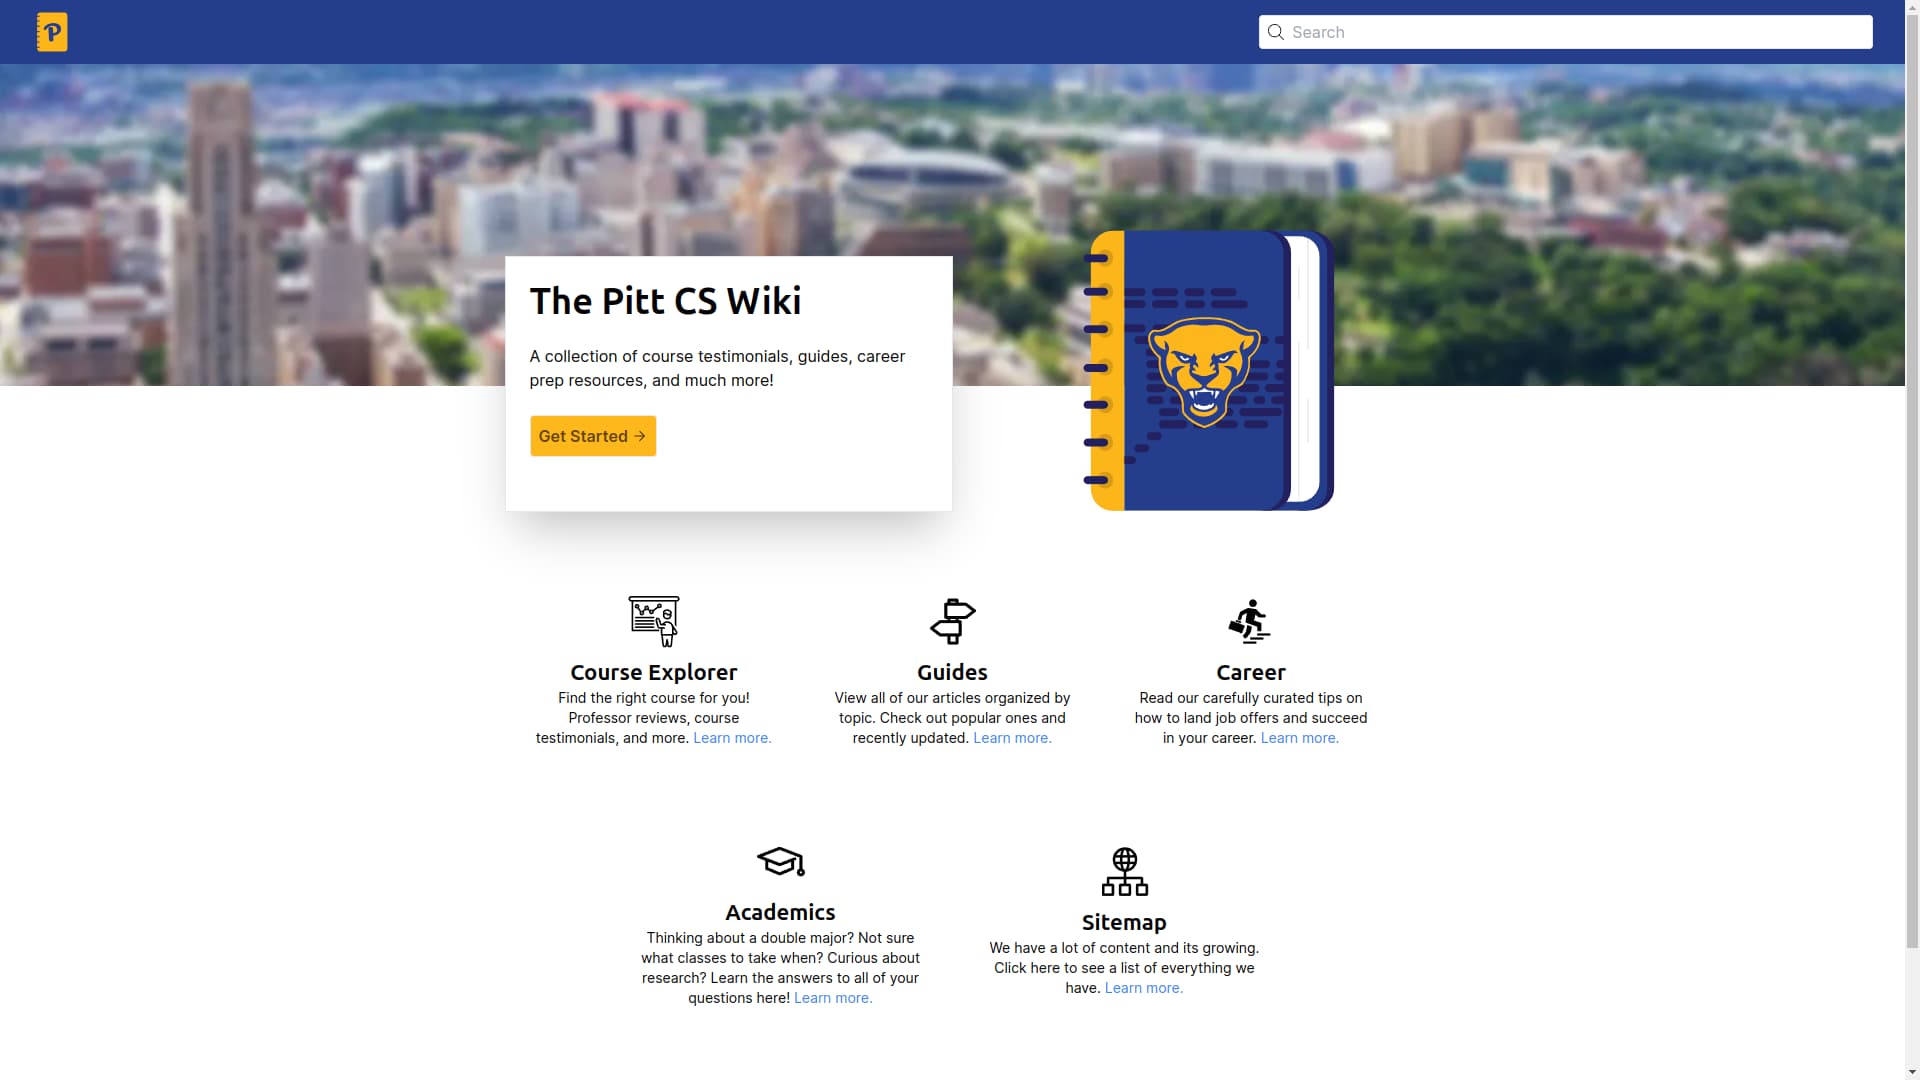 P
Search
The Pitt CS Wiki
A collection of course testimonials, guides, career
prep resources, and much more!
Get Started →
Course Explorer
Find the right course for you!
Professor reviews, course
testimonials, and more. Learn more.
Guides
View all of our articles organized by
topic. Check out popular ones and
recently updated. Learn more.
Career
Read our carefully curated tips on
how to land job offers and succeed
in your career. Learn more.
Academics
Thinking about a double major? Not sure
what classes to take when? Curious about
research? Learn the answers to all of your
questions here! Learn more.
Sitemap
We have a lot of content and its growing.
Click here to see a list of everything we
have. Learn more.